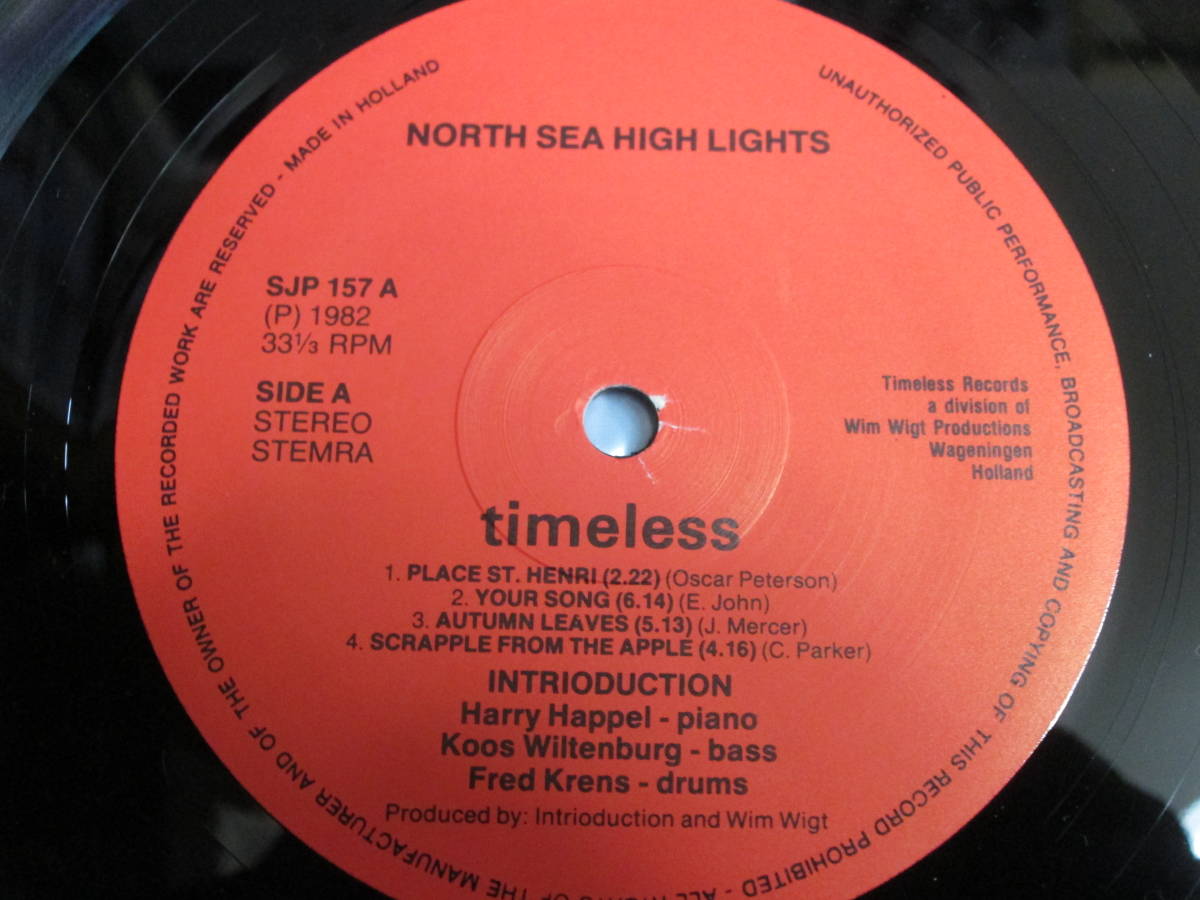 NORTH SEA HIGH LIGHTS
SJP 157 A
(P) 1982
33⅓ RPM
SIDE A
STEREO
STEMRA
Timeless Records
a division of
Wim Wigt Productions
Wageningen
Holland
timeless
1. PLACE ST. HENRI (2.22) (Oscar Peterson)
2. YOUR SONG (6.14) (E. John)
3. AUTUMN LEAVES (5.13) (J. Mercer)
4. SCRAPPLE FROM THE APPLE (4.16) (C. Parker)
INTRIODUCTION
Harry Happel - piano
Koos Wiltenburg - bass
Fred Krens - drums
Produced by: Intrioduction and Wim Wigt
UNAUTHORIZED PUBLIC PERFORMANCE, BROADCASTING AND COPYING OF THIS RECORD PROHIBITED - ALL RIGHTS OF THE MANUFACTURER AND OF THE OWNER OF THE RECORDED WORK ARE RESERVED - MADE IN HOLLAND